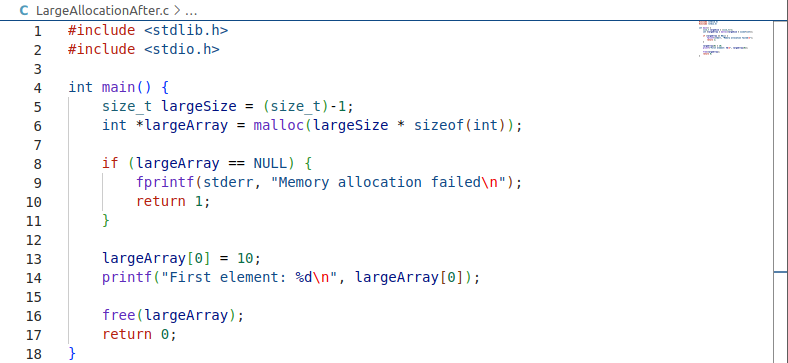 C LargeAllocationAfter.c > ...
1 #include <stdlib.h>
2 #include <stdio.h>
3
4 int main() {
5     size_t largeSize = (size_t)-1;
6     int *largeArray = malloc(largeSize * sizeof(int));
7
8     if (largeArray == NULL) {
9         fprintf(stderr, "Memory allocation failed\n");
10         return 1;
11     }
12
13     largeArray[0] = 10;
14     printf("First element: %d\n", largeArray[0]);
15
16     free(largeArray);
17     return 0;
18 }